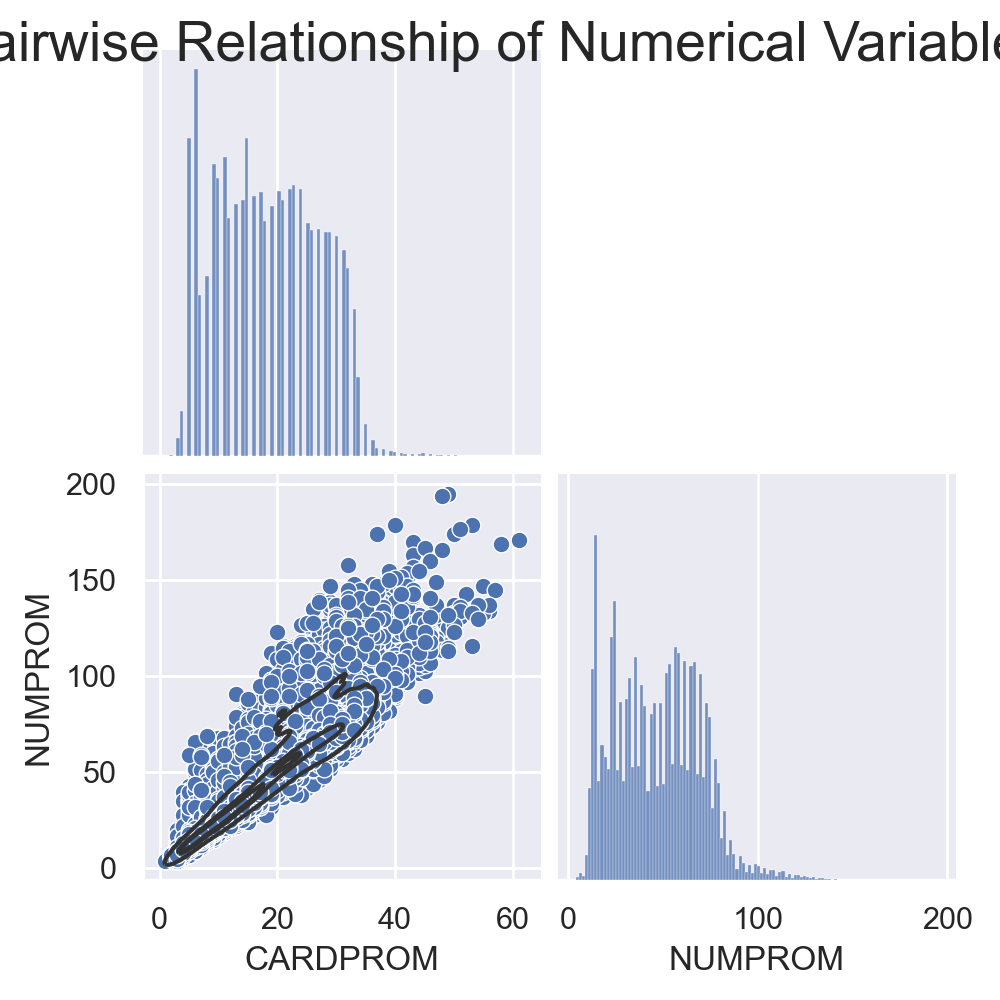 airwise Relationship of Numerical Variable
200
150
100
50
0
NUMPROM
0 20 40 60
CARDPROM
0 100 200
NUMPROM